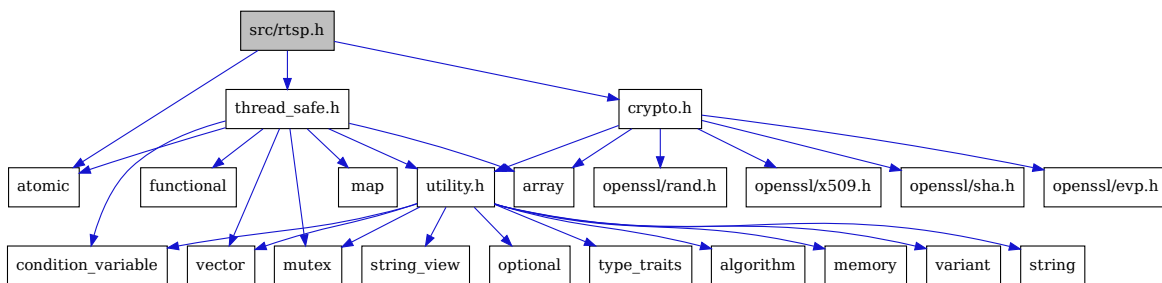 src/rtsp.h
thread_safe.h
crypto.h
atomic
functional
map
utility.h
array
openssl/rand.h
openssl/x509.h
openssl/sha.h
openssl/evp.h
condition_variable
vector
mutex
string_view
optional
type_traits
algorithm
memory
variant
string